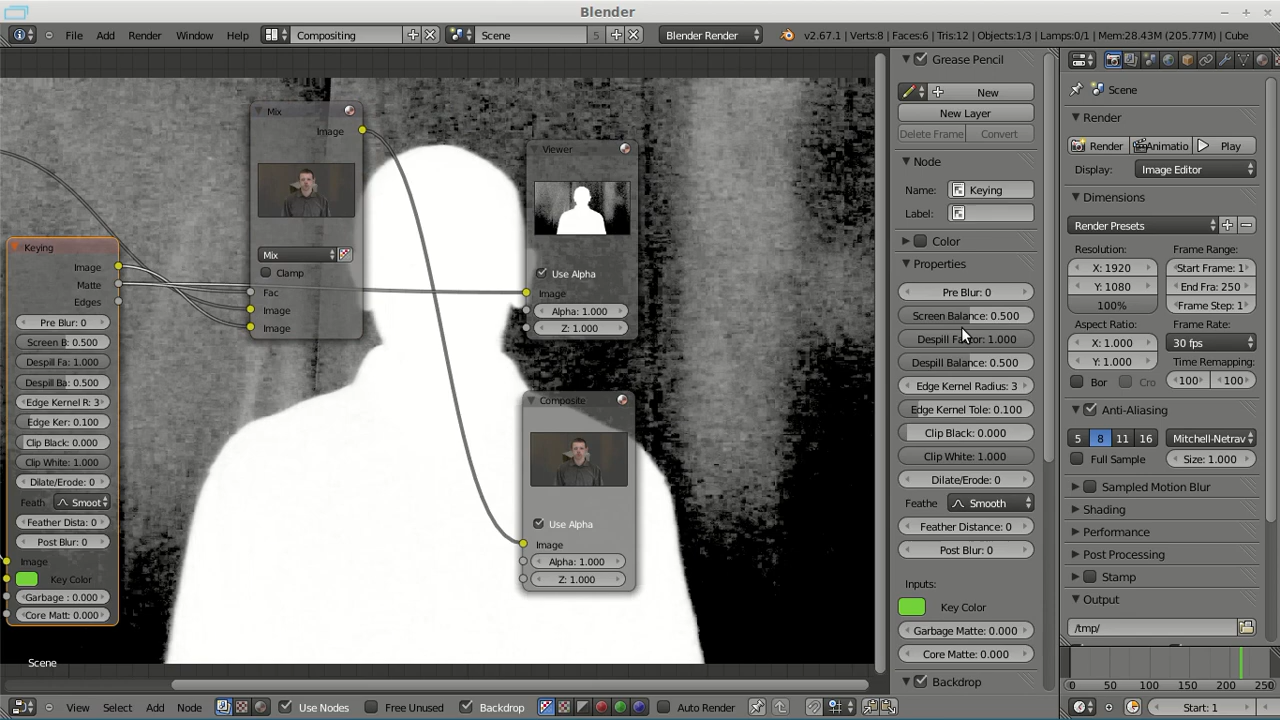 Blender
File Add Render Window Help Compositing Scene 5 Blender Render v2.67.1 | Verts:8 | Faces:6 | Tris:12 | Objects:1/3 | Lamps:0/1 | Mem:28.43M (205.77M) | Cube
Mix
Image
Mix
Clamp
Fac
Image
Image
Viewer
Use Alpha
Image
Alpha: 1.000
Z: 1.000
Keying
Image
Matte
Edges
Pre Blur: 0
Screen B: 0.500
Despill Fa: 1.000
Despill Ba: 0.500
Edge Kernel R: 3
Edge Ker: 0.100
Clip Black: 0.000
Clip White: 1.000
Dilate/Erode: 0
Feath Smoot
Feather Dista: 0
Post Blur: 0
Image
Key Color
Garbage : 0.000
Core Matt: 0.000
Composite
Use Alpha
Image
Alpha: 1.000
Z: 1.000
Scene
Grease Pencil
New
New Layer
Delete Frame Convert
Node
Name: Keying
Label:
Color
Properties
Pre Blur: 0
Screen Balance: 0.500
Despill Factor: 1.000
Despill Balance: 0.500
Edge Kernel Radius: 3
Edge Kernel Tole: 0.100
Clip Black: 0.000
Clip White: 1.000
Dilate/Erode: 0
Feathe Smooth
Feather Distance: 0
Post Blur: 0
Inputs:
Key Color
Garbage Matte: 0.000
Core Matte: 0.000
Backdrop
Scene
Render
Render Animatio Play
Display: Image Editor
Dimensions
Render Presets
Resolution: Frame Range:
X: 1920 Start Frame: 1
Y: 1080 End Fra: 250
100% Frame Step: 1
Aspect Ratio: Frame Rate:
X: 1.000 30 fps
Y: 1.000 Time Remapping:
Bor Cro 100 100
Anti-Aliasing
5 8 11 16 Mitchell-Netrav
Full Sample Size: 1.000
Sampled Motion Blur
Shading
Performance
Post Processing
Stamp
Output
/tmp/
0 50 100 150 200 250
View Select Add Node Use Nodes Free Unused Backdrop Auto Render Start: 1